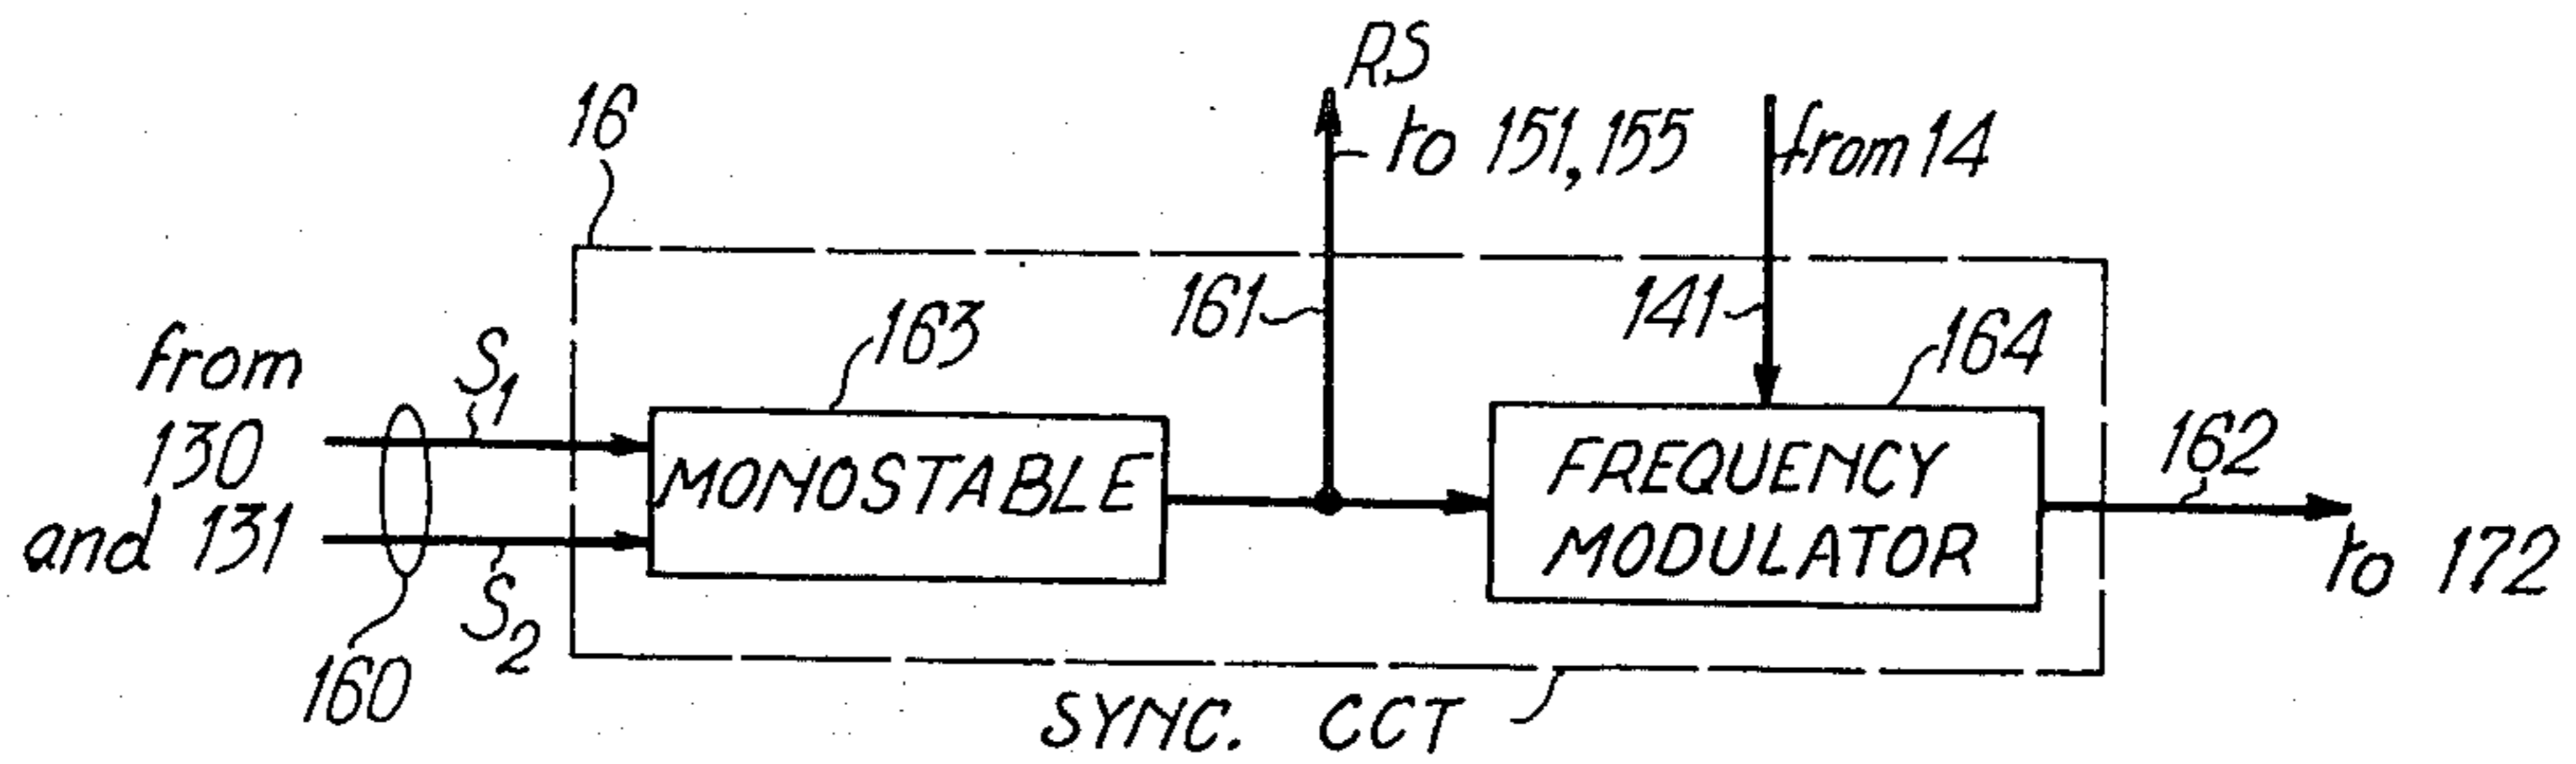 RS
to 151,155
from 14
16
161
141
163
164
from
130
and 131
S1
S2
160
MONOSTABLE
FREQUENCY
MODULATOR
162
to 172
SYNC. CCT